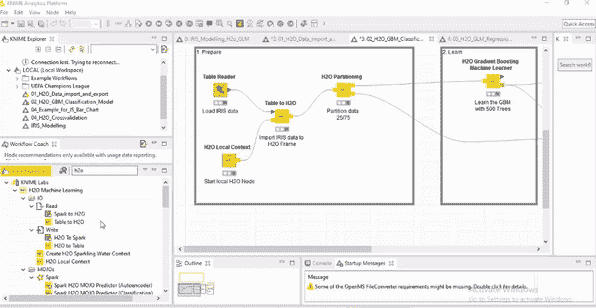 KNIME Analytics Platform
File Edit View Node Help
Quick Access
KNIME Explorer
Connection lost. Trying to reconnect...
LOCAL (Local Workspace)
Example Workflows
UEFA Champions League
01_H2O_Data_import_and_export
02_H2O_GBM_Classification_Model
04_Example_for_JS_Bar_Chart
04_H2O_Crossvalidation
IRIS_Modelling
Workflow Coach
Node recommendations only available with usage data reporting.
h2o
KNIME Labs
H2O Machine Learning
IO
Read
Spark to H2O
Table to H2O
Write
H2O To Spark
H2O to Table
Create H2O Sparkling Water Context
H2O Local Context
MOJOs
Spark
Spark H2O MOJO Predictor (Autoencoder)
Spark H2O MOJO Predictor (Classification)
0: IRIS_Modelling_H2o_GLM
*2: 01_H2O_Data_import_a...
*3: 02_H2O_GBM_Classific...
1 Prepare
Table Reader
Load IRIS data
Table to H2O
Import IRIS data to
H2O Frame
H2O Partitioning
Partition data
25/75
H2O Local Context
Start local H2O Node
2. Learn
H2O Gradient Boosting
Machine Learner
Learn the GBM
with 500 Trees
K
Search work
Outline
Console
Startup Messages
Message
Some of the OpenMS FileConverter requirements might be missing. Double click for details.
Activate Windows
Go to Settings to activate Windows.